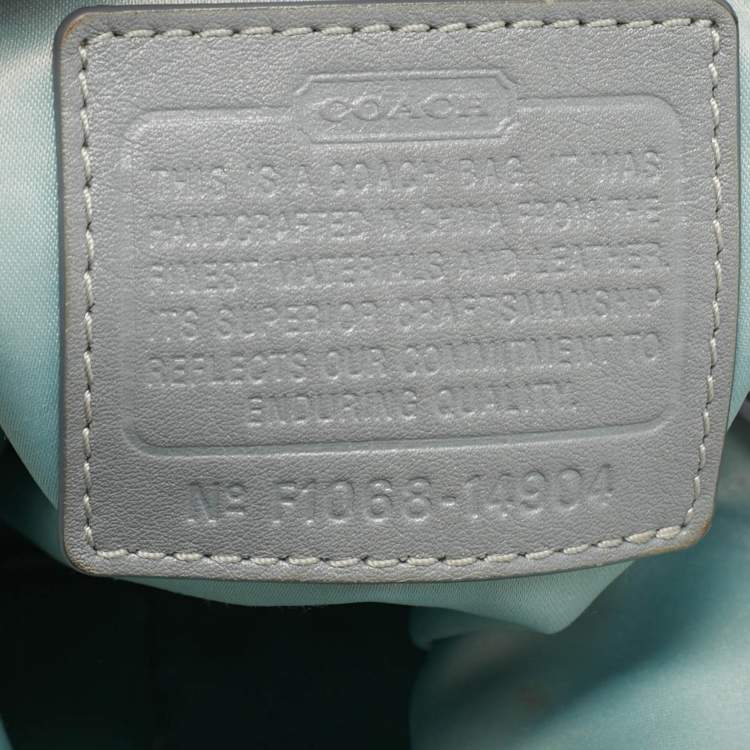 COACH
THIS IS A COACH BAG. IT WAS
HANDCRAFTED IN CHINA FROM THE
FINEST MATERIALS AND LEATHER.
ITS SUPERIOR CRAFTSMANSHIP
REFLECTS OUR COMMITMENT TO
ENDURING QUALITY.
Nº F1068-14904